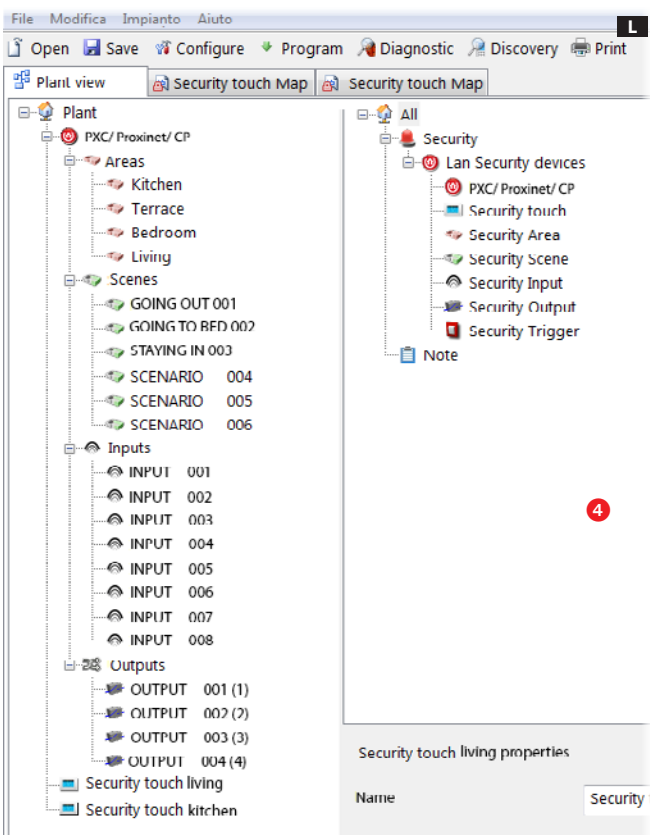 File Modifica Impianto Aiuto
L
Open Save Configure Program Diagnostic Discovery Print
Plant view Security touch Map Security touch Map
Plant
PXC/ Proxinet/ CP
Areas
Kitchen
Terrace
Bedroom
Living
Scenes
GOING OUT 001
GOING TO BED 002
STAYING IN 003
SCENARIO 004
SCENARIO 005
SCENARIO 006
Inputs
INPUT 001
INPUT 002
INPUT 003
INPUT 004
INPUT 005
INPUT 006
INPUT 007
INPUT 008
Outputs
OUTPUT 001 (1)
OUTPUT 002 (2)
OUTPUT 003 (3)
OUTPUT 004 (4)
Security touch living
Security touch kitchen
All
Security
Lan Security devices
PXC/ Proxinet/ CP
Security touch
Security Area
Security Scene
Security Input
Security Output
Security Trigger
Note
4
Security touch living properties
Name Security